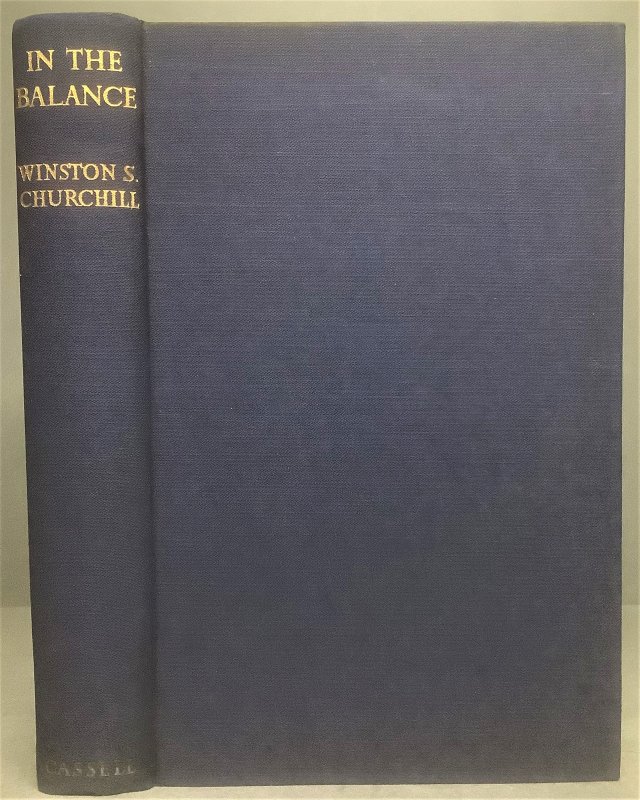 IN THE
BALANCE
WINSTON S.
CHURCHILL
CASSELL